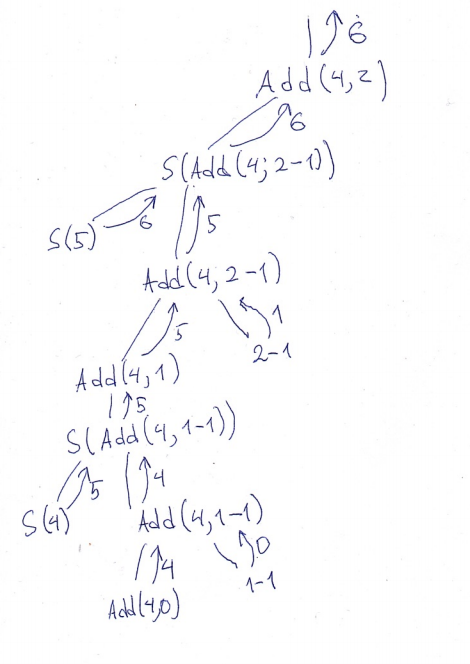 6
Add(4,2)
6
S(Add(4;2-1))
S(5)
6
5
Add(4,2-1)
5
1
2-1
Add(4,1)
5
S(Add(4,1-1))
S(4)
5
4
Add(4,1-1)
4
0
1-1
Add(4,0)